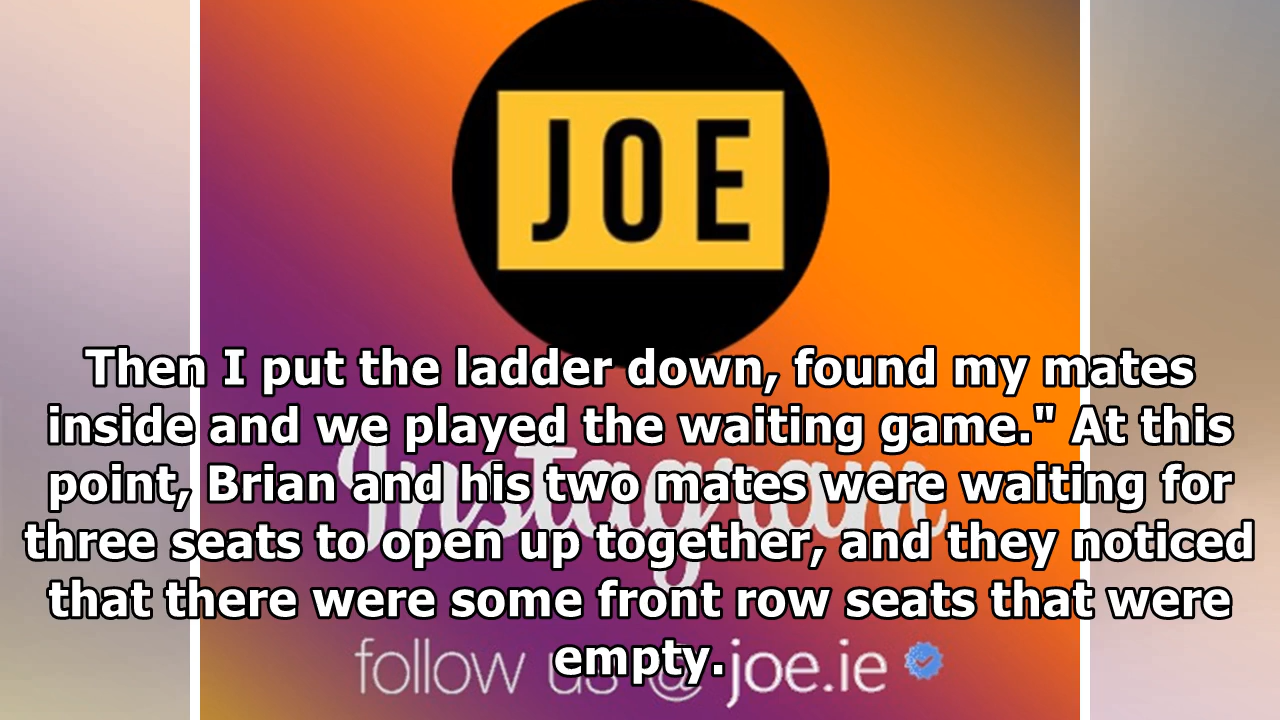 JOE
Then I put the ladder down, found my mates
inside and we played the waiting game." At this
Instagram
point, Brian and his two mates were waiting for
three seats to open up together, and they noticed
that there were some front row seats that were
empty.
follow us @ joe.ie